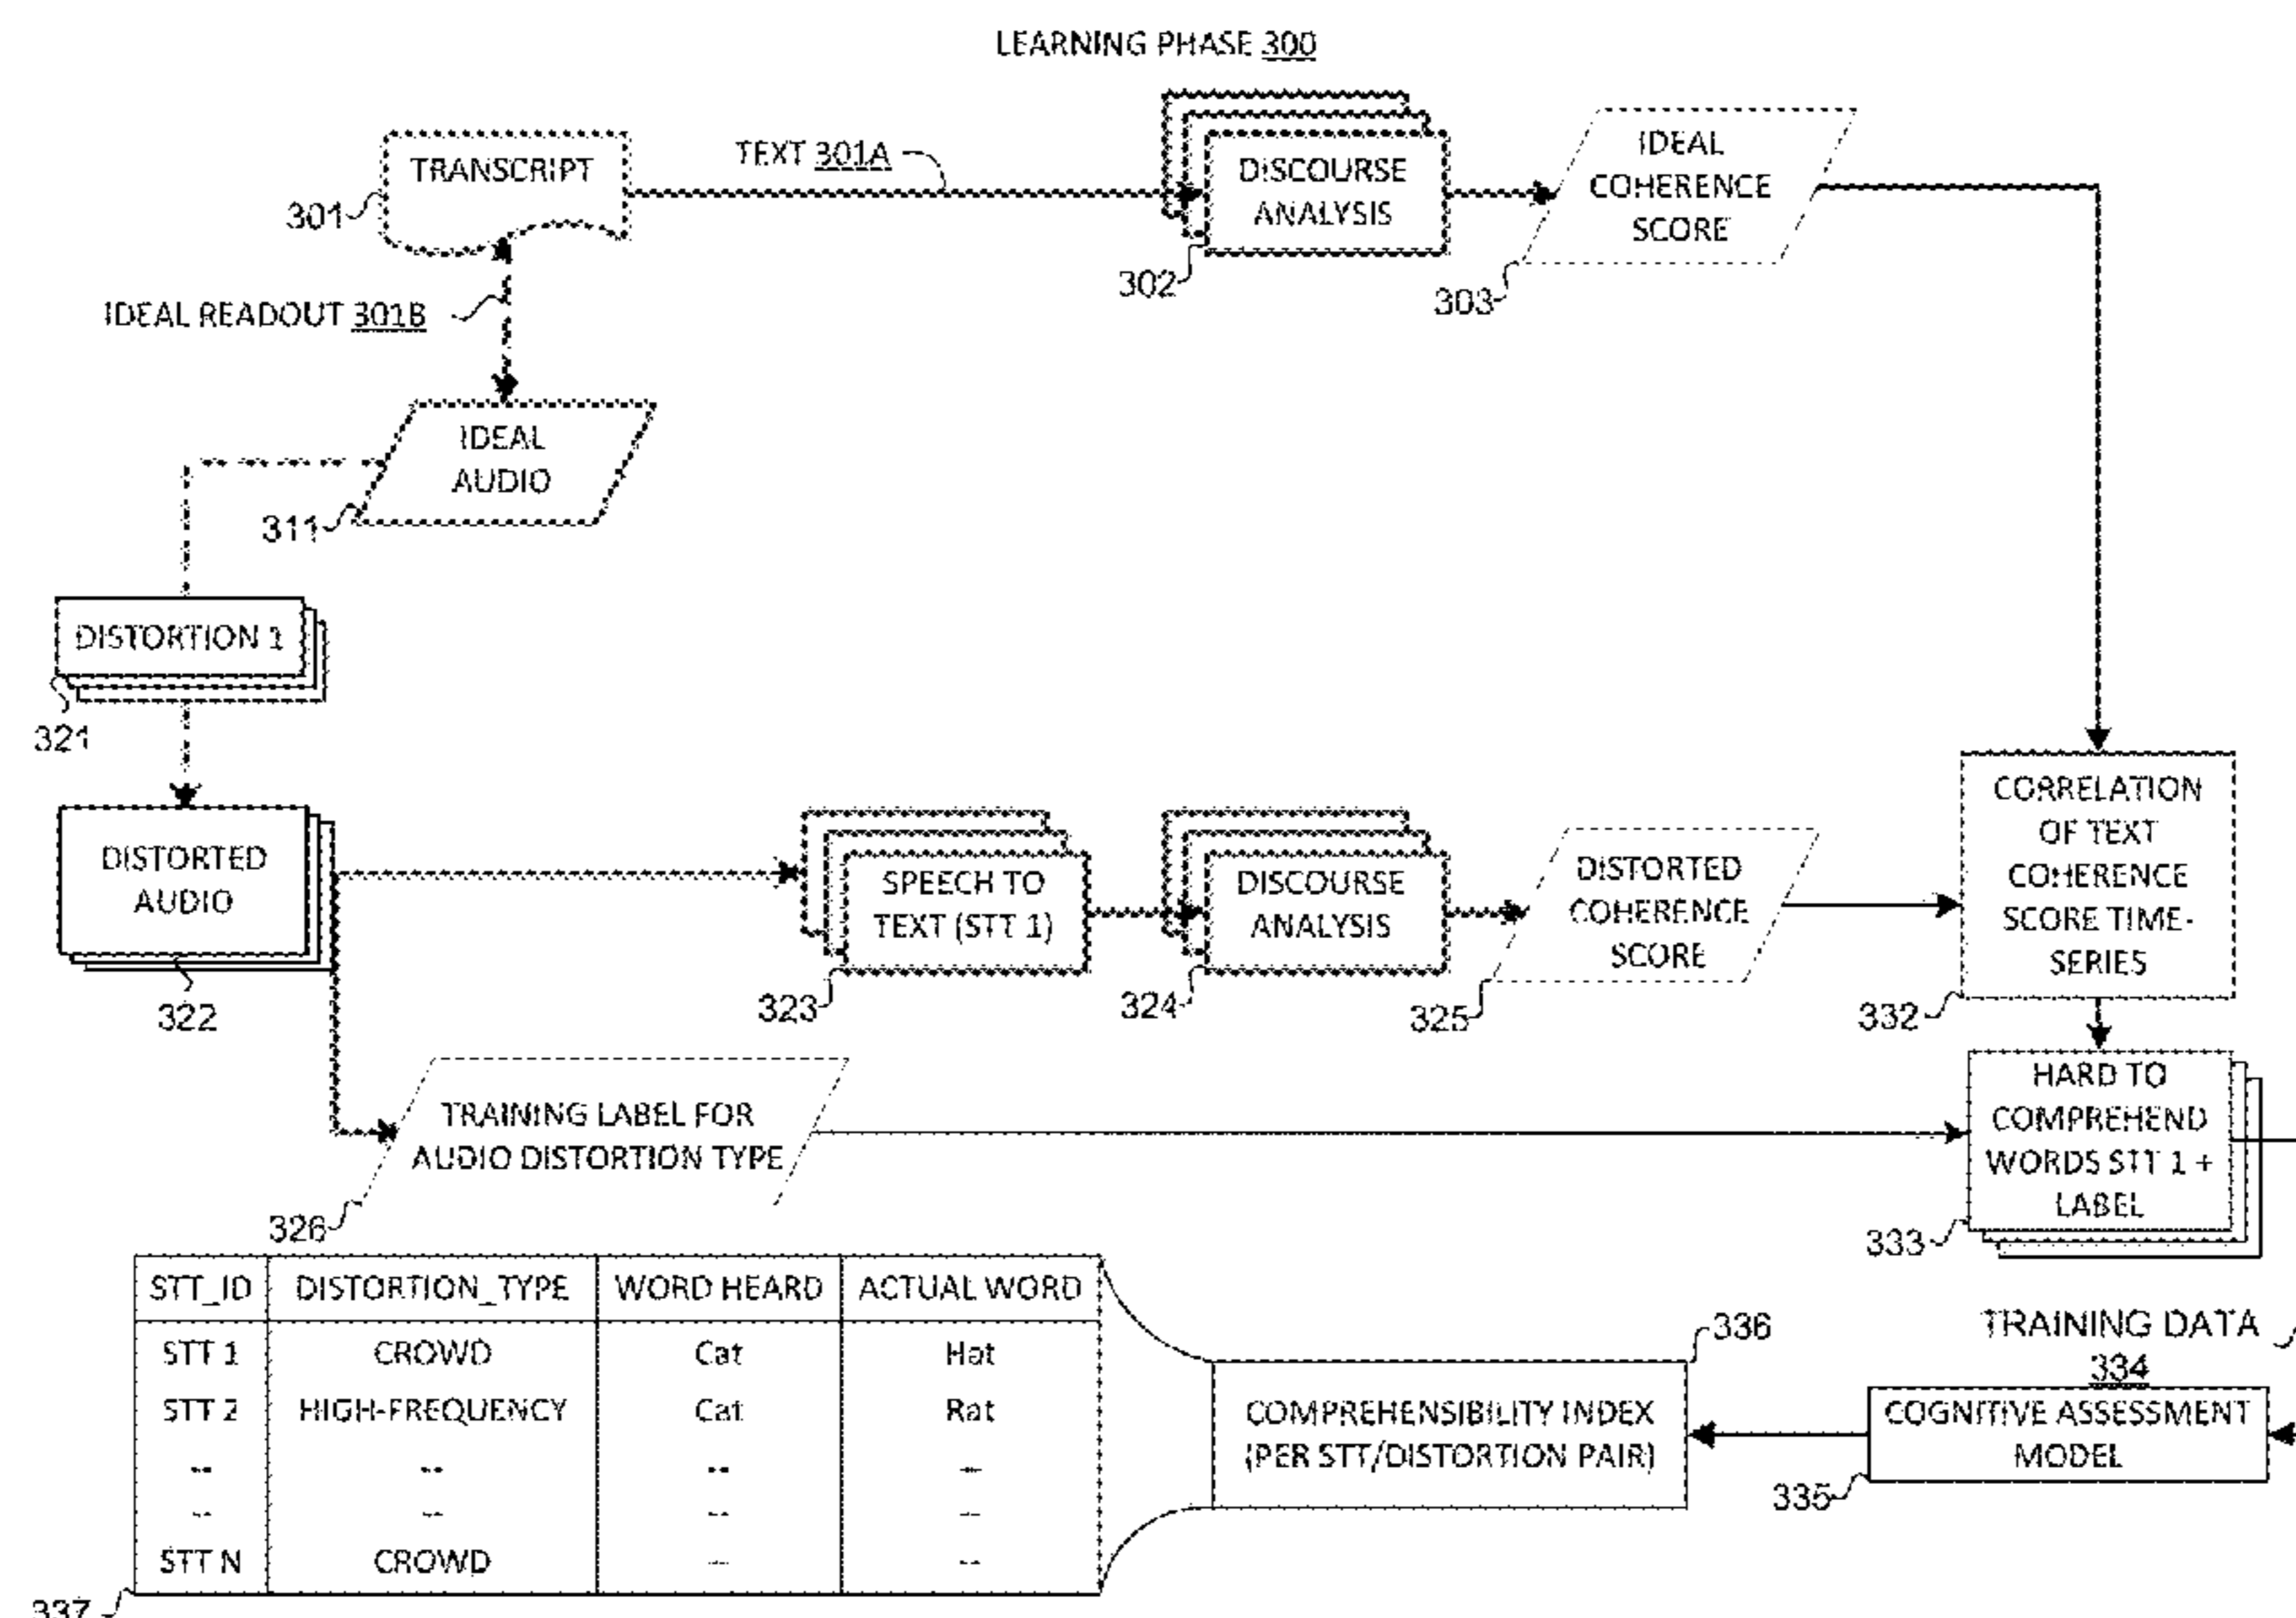 LEARNING PHASE 300
TRANSCRIPT
301
TEXT 301A
DISCOURSE
ANALYSIS
302
IDEAL
COHERENCE
SCORE
303
IDEAL READOUT 301B
IDEAL
AUDIO
311
DISTORTION 1
321
DISTORTED
AUDIO
322
SPEECH TO
TEXT (STT 1)
323
DISCOURSE
ANALYSIS
324
DISTORTED
COHERENCE
SCORE
325
CORRELATION
OF TEXT
COHERENCE
SCORE TIME-
SERIES
332
TRAINING LABEL FOR
AUDIO DISTORTION TYPE
326
HARD TO
COMPREHEND
WORDS STT 1 +
LABEL
333
STT_ID DISTORTION_TYPE WORD HEARD ACTUAL WORD
STT 1 CROWD Cat Hat
STT 2 HIGH-FREQUENCY Cat Rat
-- -- -- --
-- -- -- --
STT N CROWD -- --
337
336
COMPREHENSIBILITY INDEX
(PER STT/DISTORTION PAIR)
TRAINING DATA
334
COGNITIVE ASSESSMENT
MODEL
335